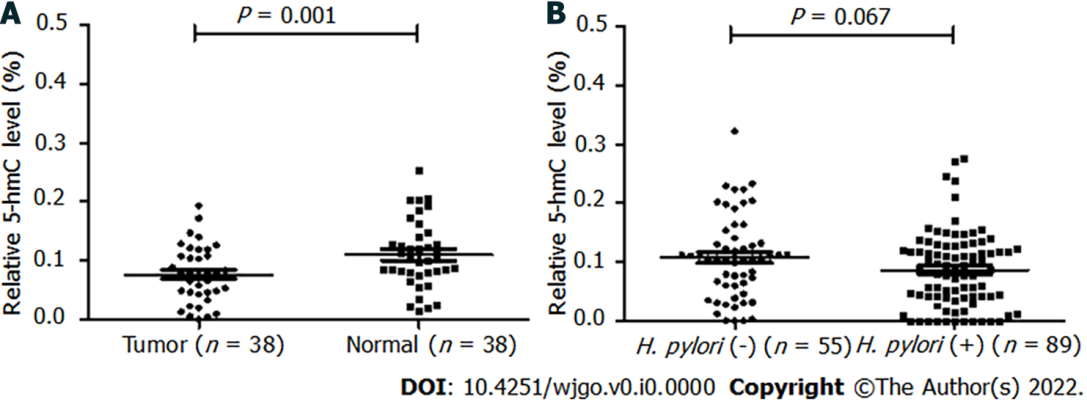 A
P = 0.001
Relative 5-hmC level (%)
0.5
0.4
0.3
0.2
0.1
0.0
Tumor (n = 38)
Normal (n = 38)
B
P = 0.067
Relative 5-hmC level (%)
0.5
0.4
0.3
0.2
0.1
0.0
H. pylori (-) (n = 55)
H. pylori (+) (n = 89)
DOI: 10.4251/wjgo.v0.i0.0000 Copyright ©The Author(s) 2022.